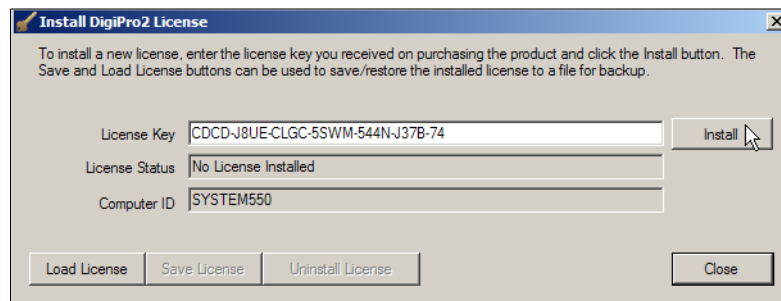 Install DigiPro2 License
To install a new license, enter the license key you received on purchasing the product and click the Install button. The
Save and Load License buttons can be used to save/restore the installed license to a file for backup.
License Key CDCD-J8UE-CLGC-5SWM-544N-J37B-74 Install
License Status No License Installed
Computer ID SYSTEM550
Load License Save License Uninstall License Close